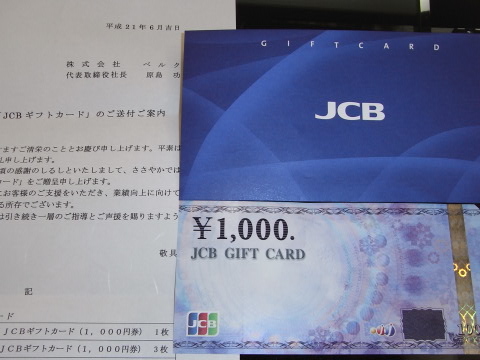 平成21年6月吉日
株式会社 ベルク
代表取締役社長 原島 功
「JCBギフトカード」のご送付ご案内
ますご清栄のこととお慶び申し上げます。平素は
礼申し上げます。
頃の感謝のしるしといたしまして、ささやかでは
カード」をご贈呈申し上げます。
にお客様のご支援をいただき、業績向上に向けて
る所存でございます。
は引き続き一層のご指導とご声援を賜りますよう
敬具
記
ード
JCBギフトカード（1，000円券） 1枚
JCBギフトカード（1，000円券） 3枚
GIFT CARD
JCB
¥1,000.
JCB GIFT CARD
JCB